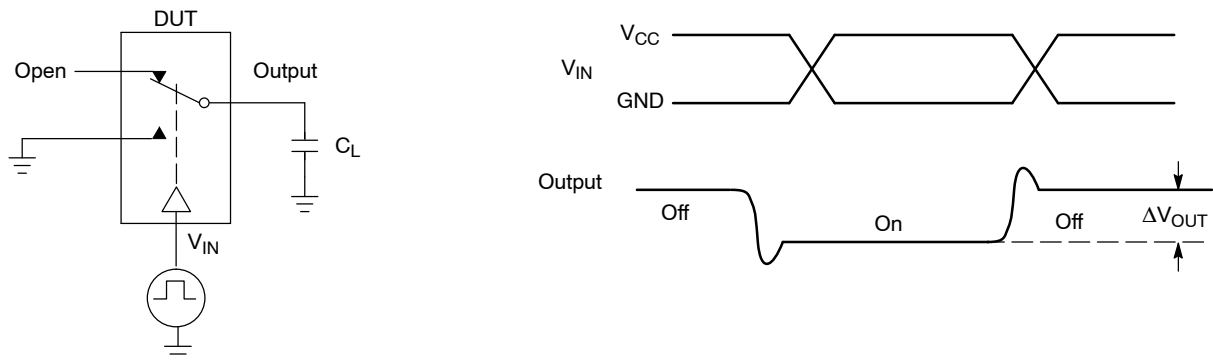 DUT
Open
Output
C_L
V_IN
V_CC
V_IN
GND
Output
Off
On
Off
ΔV_OUT